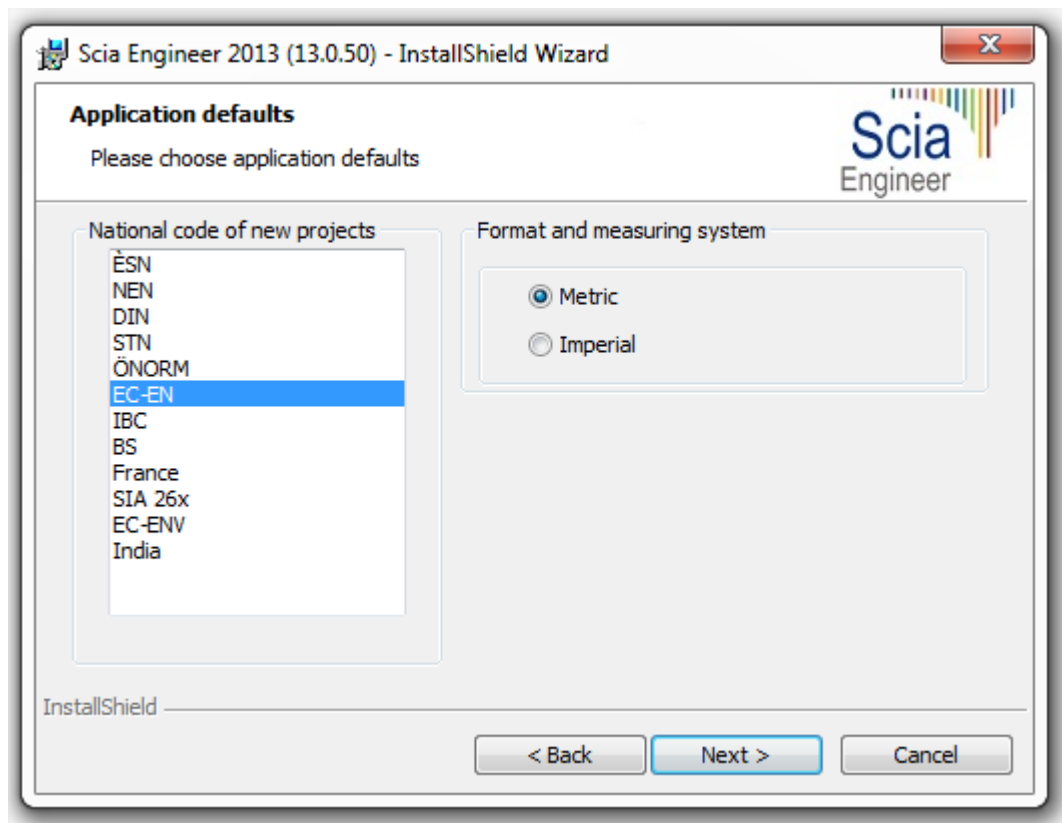 Scia Engineer 2013 (13.0.50) - InstallShield Wizard
Application defaults
Please choose application defaults
Scia
Engineer
National code of new projects
ÈSN
NEN
DIN
STN
ÖNORM
EC-EN
IBC
BS
France
SIA 26x
EC-ENV
India
Format and measuring system
Metric
Imperial
InstallShield
< Back
Next >
Cancel